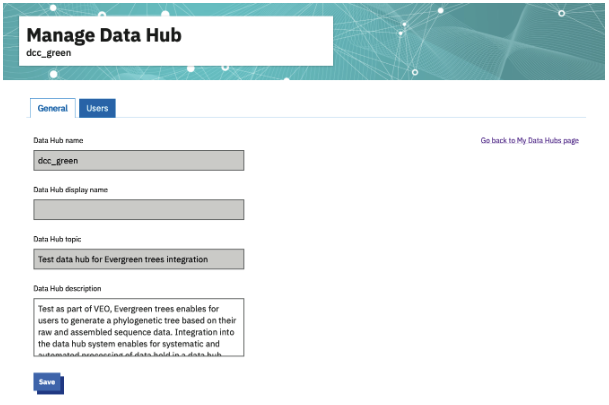 Manage Data Hub
dcc_green
General
Users
Data Hub name
Go back to My Data Hubs page
dcc_green
Data Hub display name
Data Hub topic
Test data hub for Evergreen trees integration
Data Hub description
Test as part of VEO, Evergreen trees enables for
users to generate a phylogenetic tree based on their
raw and assembled sequence data. Integration into
the data hub system enables for systematic and
automated processing of data held in a data hub
Save